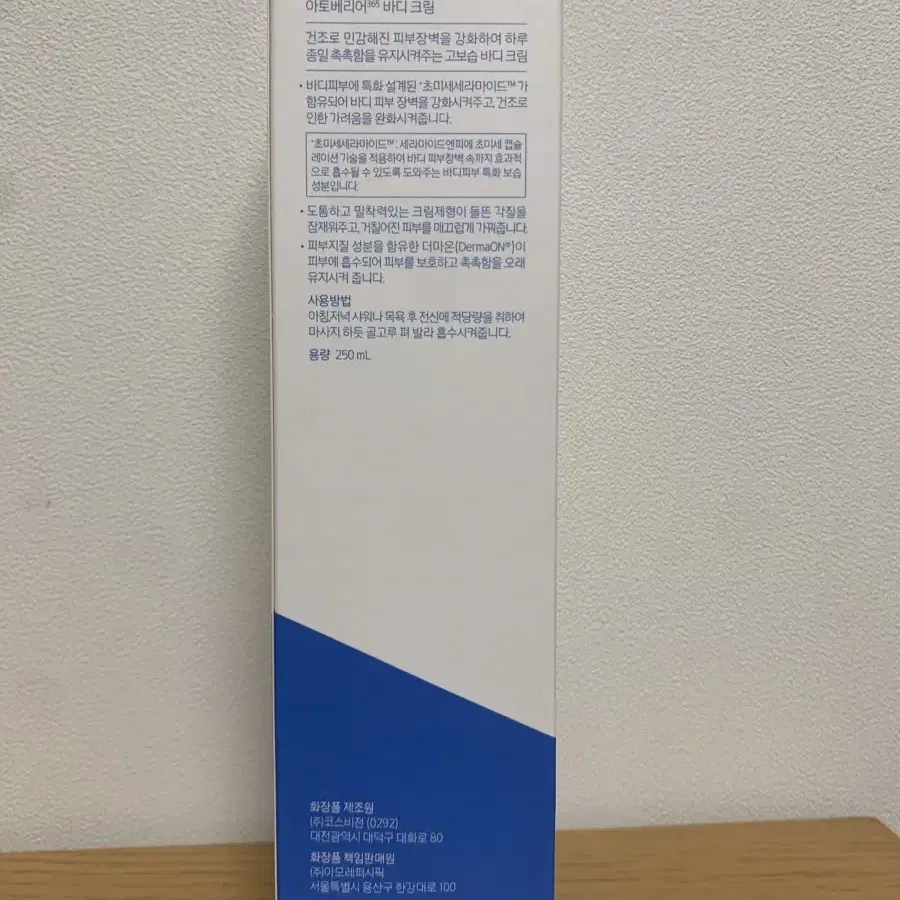 아토베리어³⁶⁵ 바디 크림
건조로 민감해진 피부장벽을 강화하여 하루
종일 촉촉함을 유지시켜주는 고보습 바디 크림
• 바디피부에 특화 설계된 *초미세세라마이드™가
함유되어 바디 피부 장벽을 강화시켜주고, 건조로
인한 가려움을 완화시켜줍니다.
*초미세세라마이드™: 세라마이드엔피에 초미세 캡슐
레이션 기술을 적용하여 바디 피부장벽 속까지 효과적
으로 흡수될 수 있도록 도와주는 바디피부 특화 보습
성분입니다.
• 도톰하고 밀착력있는 크림제형이 들뜬 각질을
잠재워주고, 거칠어진 피부를 매끄럽게 가꿔줍니다.
• 피부지질 성분을 함유한 더마온(DermaON®)이
피부에 흡수되어 피부를 보호하고 촉촉함을 오래
유지시켜 줍니다.
사용방법
아침,저녁 샤워나 목욕 후 전신에 적당량을 취하여
마사지 하듯 골고루 펴 발라 흡수시켜줍니다.
용량 250 mL
화장품 제조원
(주)코스비전 (0292)
대전광역시 대덕구 대화로 80
화장품 책임판매원
(주)아모레퍼시픽
서울특별시 용산구 한강대로 100